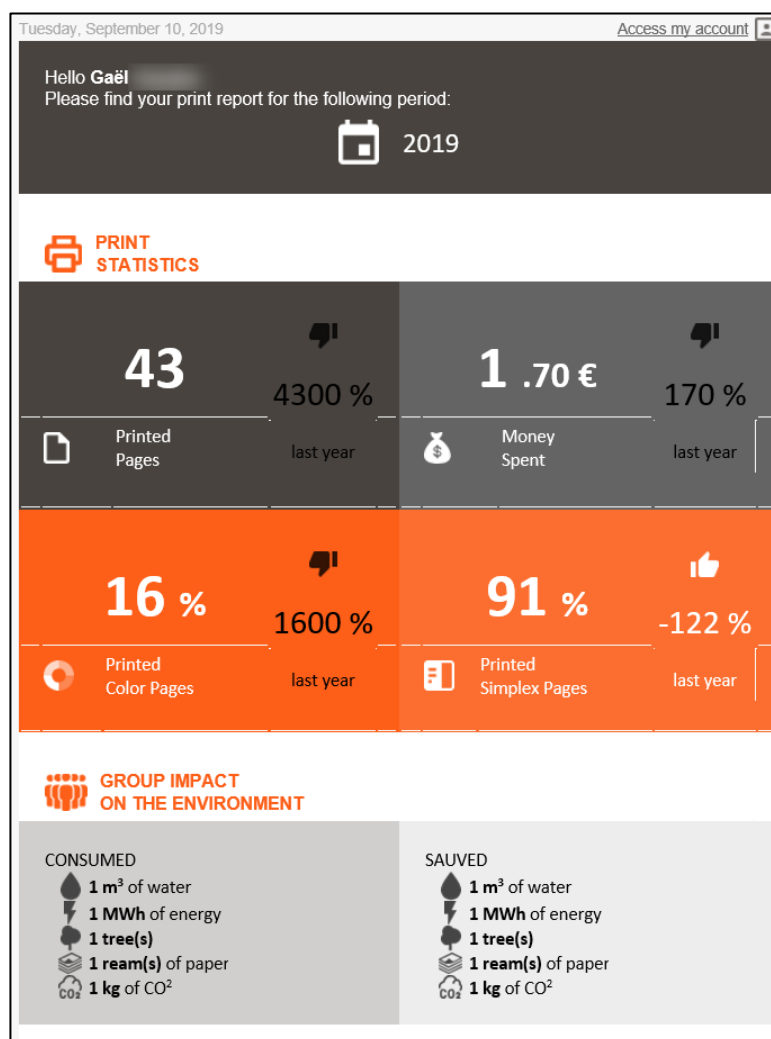 Tuesday, September 10, 2019
Access my account
Hello Gaël
Please find your print report for the following period:
2019
PRINT
STATISTICS
43
4300 %
Printed
Pages
last year
1 .70 €
170 %
Money
Spent
last year
16 %
1600 %
Printed
Color Pages
last year
91 %
-122 %
Printed
Simplex Pages
last year
GROUP IMPACT
ON THE ENVIRONMENT
CONSUMED
1 m³ of water
1 MWh of energy
1 tree(s)
1 ream(s) of paper
CO₂ 1 kg of CO²
SAUVED
1 m³ of water
1 MWh of energy
1 tree(s)
1 ream(s) of paper
CO₂ 1 kg of CO²